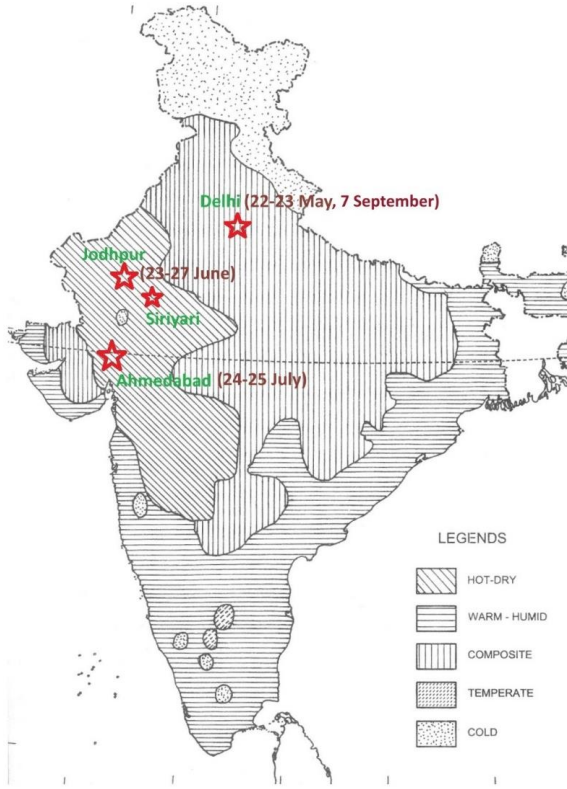 Delhi (22-23 May, 7 September)
Jodhpur
(23-27 June)
Siriyari
Ahmedabad (24-25 July)
LEGENDS
HOT-DRY
WARM - HUMID
COMPOSITE
TEMPERATE
COLD